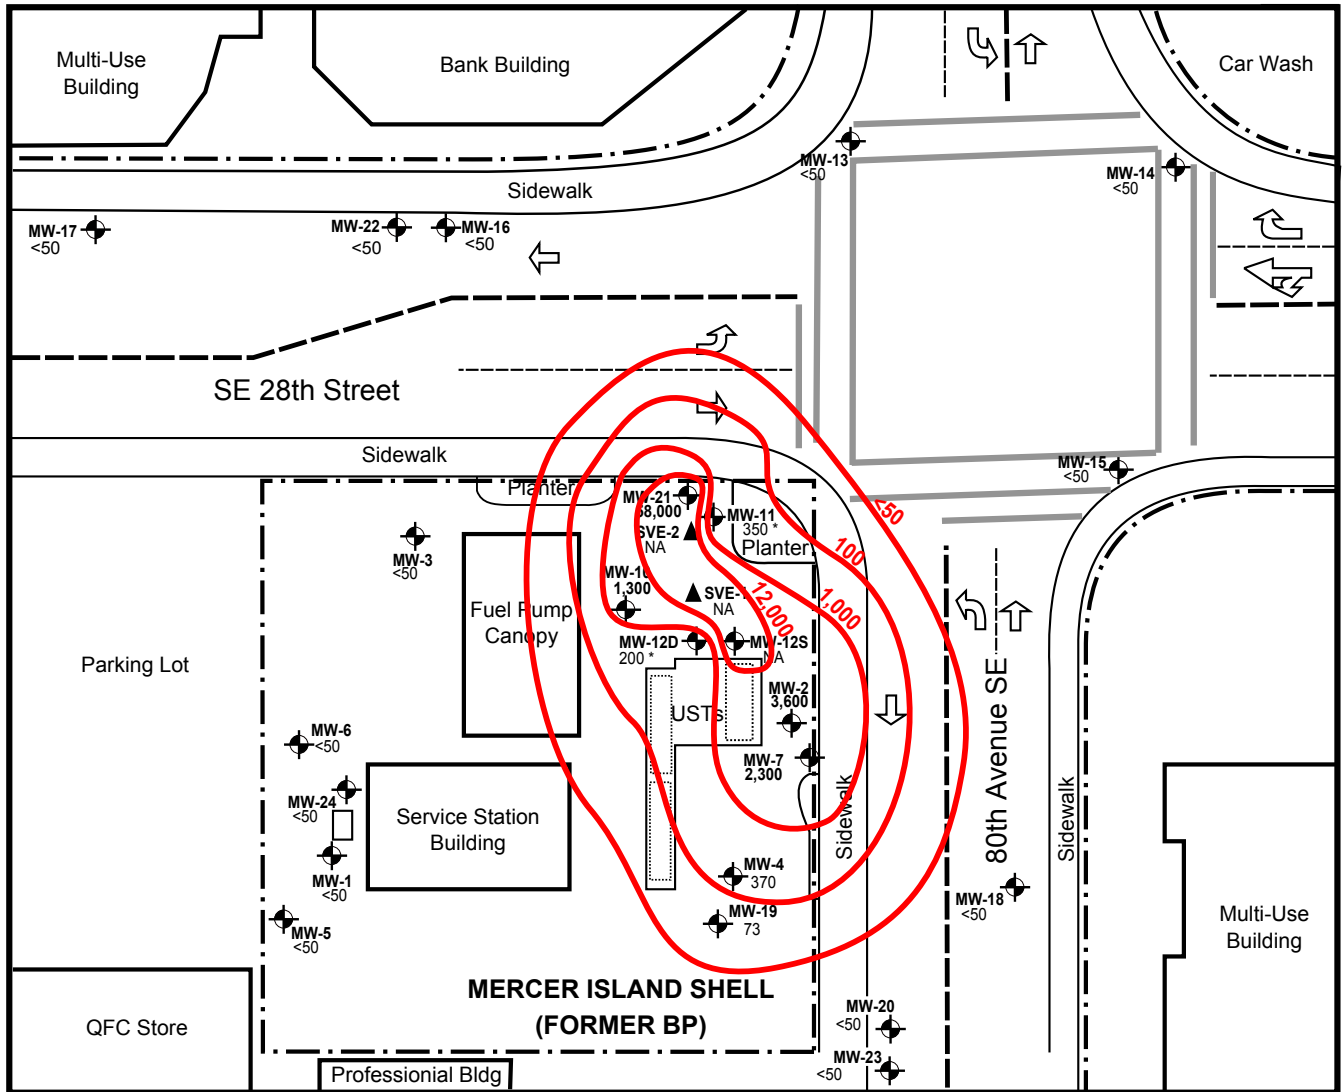 Multi-Use
Building
Bank Building
Car Wash
MW-13
<50
MW-14
<50
Sidewalk
MW-17
<50
MW-22
<50
MW-16
<50
SE 28th Street
Sidewalk
MW-15
<50
<50
100
1,000
12,000
Planter
MW-21
MW-11
350 *
Planter
SVE-2
NA
MW-3
<50
1,300
SVE-1
NA
Fuel Pump
Canopy
MW-12D
200 *
MW-12S
NA
Parking Lot
USTs
MW-2
3,600
MW-7
2,300
MW-6
<50
MW-24
<50
Service Station
Building
Sidewalk
80th Avenue SE
Sidewalk
MW-1
<50
MW-4
370
MW-18
<50
MW-5
<50
MW-19
73
Multi-Use
Building
MERCER ISLAND SHELL
(FORMER BP)
QFC Store
MW-20
<50
MW-23
<50
Professional Bldg